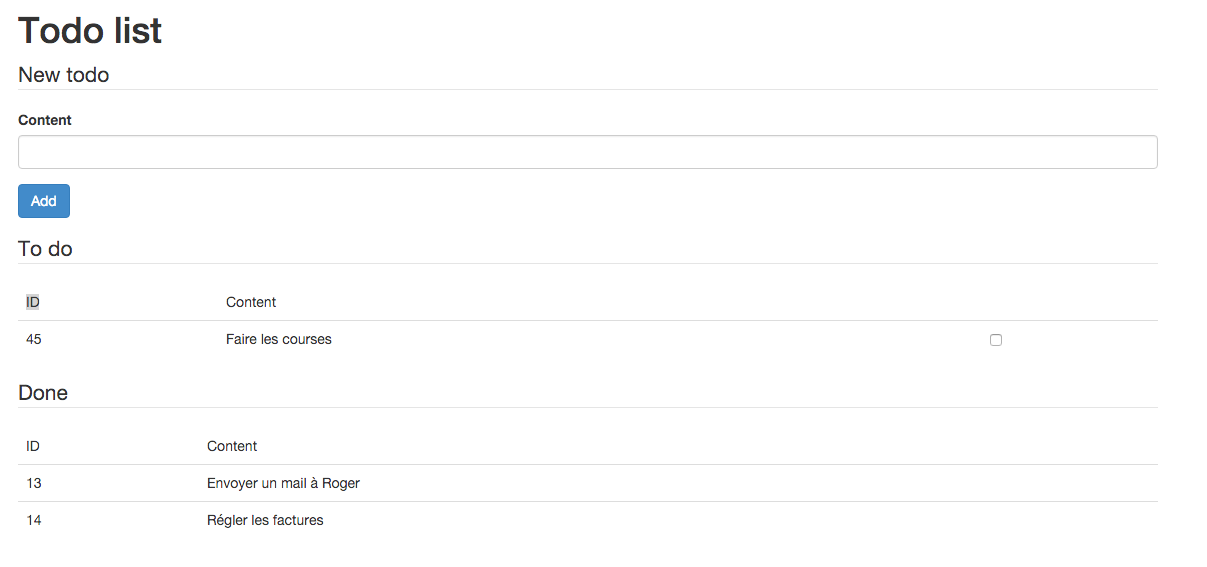 Todo list
New todo
Content
Add
To do
ID Content
45 Faire les courses
Done
ID Content
13 Envoyer un mail à Roger
14 Régler les factures